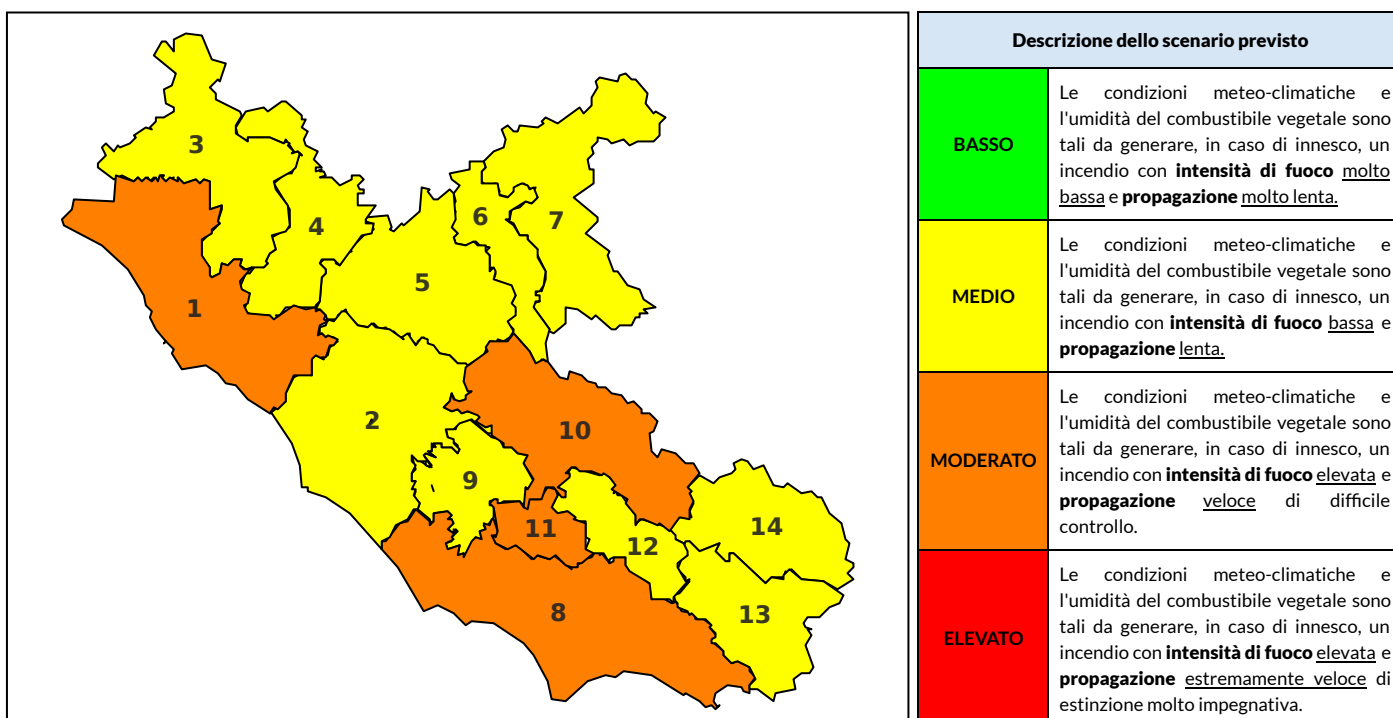 3
4
6
7
5
1
2
10
9
11
12
14
8
13
Descrizione dello scenario previsto
BASSO
Le condizioni meteo-climatiche e
l'umidità del combustibile vegetale sono
tali da generare, in caso di innesco, un
incendio con intensità di fuoco molto
bassa e propagazione molto lenta.
MEDIO
Le condizioni meteo-climatiche e
l'umidità del combustibile vegetale sono
tali da generare, in caso di innesco, un
incendio con intensità di fuoco bassa e
propagazione lenta.
MODERATO
Le condizioni meteo-climatiche e
l'umidità del combustibile vegetale sono
tali da generare, in caso di innesco, un
incendio con intensità di fuoco elevata e
propagazione veloce di difficile
controllo.
ELEVATO
Le condizioni meteo-climatiche e
l'umidità del combustibile vegetale sono
tali da generare, in caso di innesco, un
incendio con intensità di fuoco elevata e
propagazione estremamente veloce di
estinzione molto impegnativa.